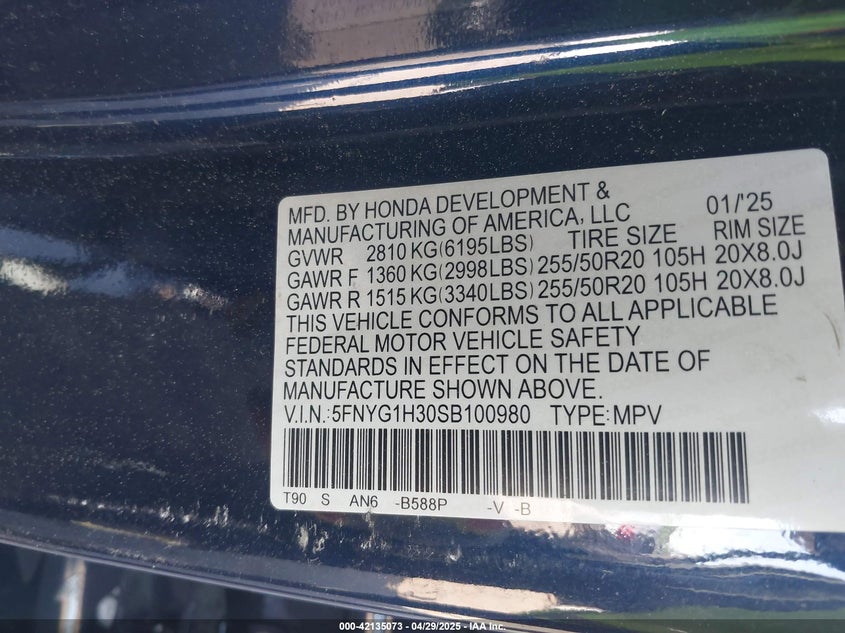 MFD. BY HONDA DEVELOPMENT &
MANUFACTURING OF AMERICA, LLC 01/'25
GVWR 2810 KG(6195LBS) TIRE SIZE RIM SIZE
GAWR F 1360 KG(2998LBS) 255/50R20 105H 20X8.0J
GAWR R 1515 KG(3340LBS) 255/50R20 105H 20X8.0J
THIS VEHICLE CONFORMS TO ALL APPLICABLE
FEDERAL MOTOR VEHICLE SAFETY
STANDARDS IN EFFECT ON THE DATE OF
MANUFACTURE SHOWN ABOVE.
V.I.N.:5FNYG1H30SB100980 TYPE:MPV
T90 S AN6 -B588P -V -B
000-42135073 - 04/29/2025 - IAA Inc.